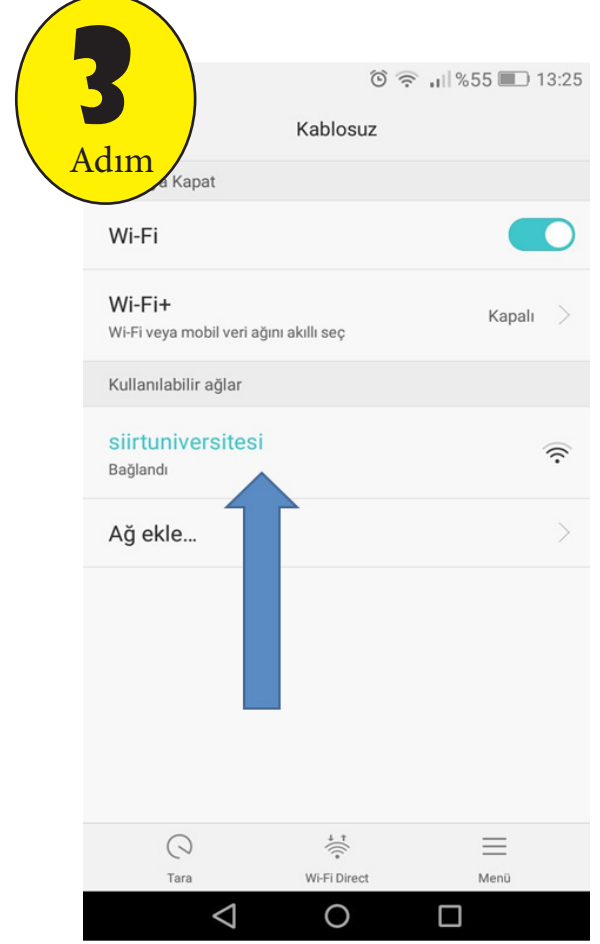 3
Adım
%55 13:25
Kablosuz
Kapat
Wi-Fi
Wi-Fi+
Wi-Fi veya mobil veri ağını akıllı seç
Kapalı
Kullanılabilir ağlar
siirtuniversitesi
Bağlandı
Ağ ekle...
Tara
Wi-Fi Direct
Menü